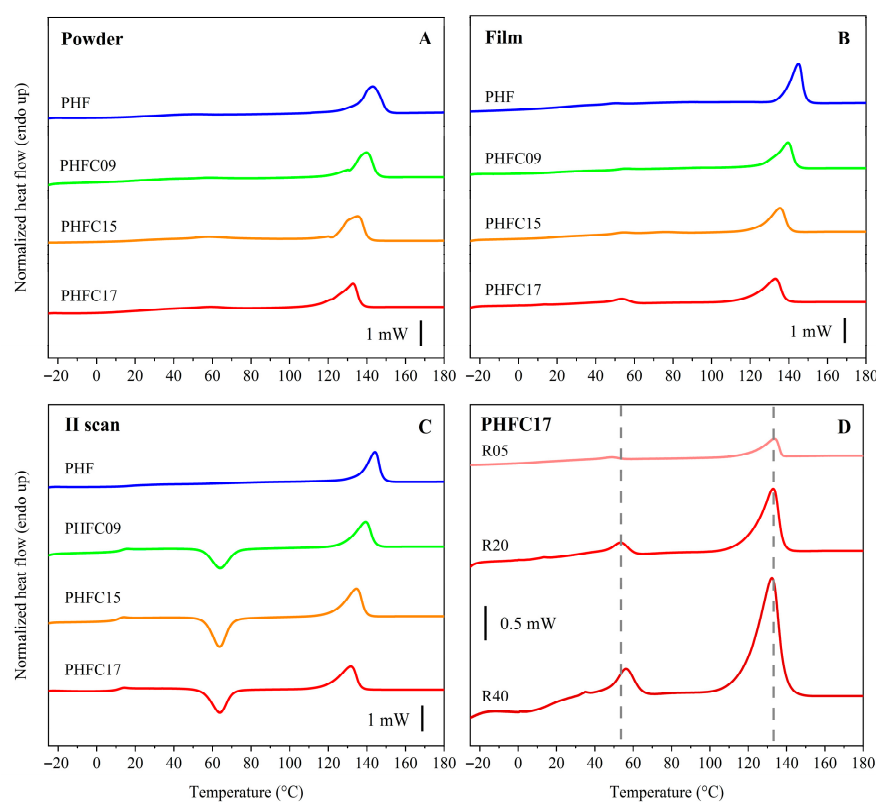 Powder A
Normalized heat flow (endo up)
PHF
PHFC09
PHFC15
PHFC17
1 mW
−20 0 20 40 60 80 100 120 140 160 180
Film B
PHF
PHFC09
PHFC15
PHFC17
1 mW
−20 0 20 40 60 80 100 120 140 160 180
II scan C
Normalized heat flow (endo up)
PHF
PIIFC09
PHFC15
PHFC17
1 mW
−20 0 20 40 60 80 100 120 140 160 180
Temperature (°C)
PHFC17 D
R05
R20
0.5 mW
R40
−20 0 20 40 60 80 100 120 140 160 180
Temperature (°C)